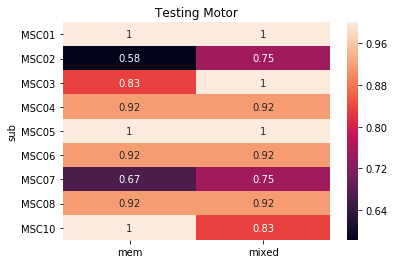 Testing Motor
sub
MSC01 1 1
MSC02 0.58 0.75
MSC03 0.83 1
MSC04 0.92 0.92
MSC05 1 1
MSC06 0.92 0.92
MSC07 0.67 0.75
MSC08 0.92 0.92
MSC10 1 0.83
mem mixed
0.96
0.88
0.80
0.72
0.64